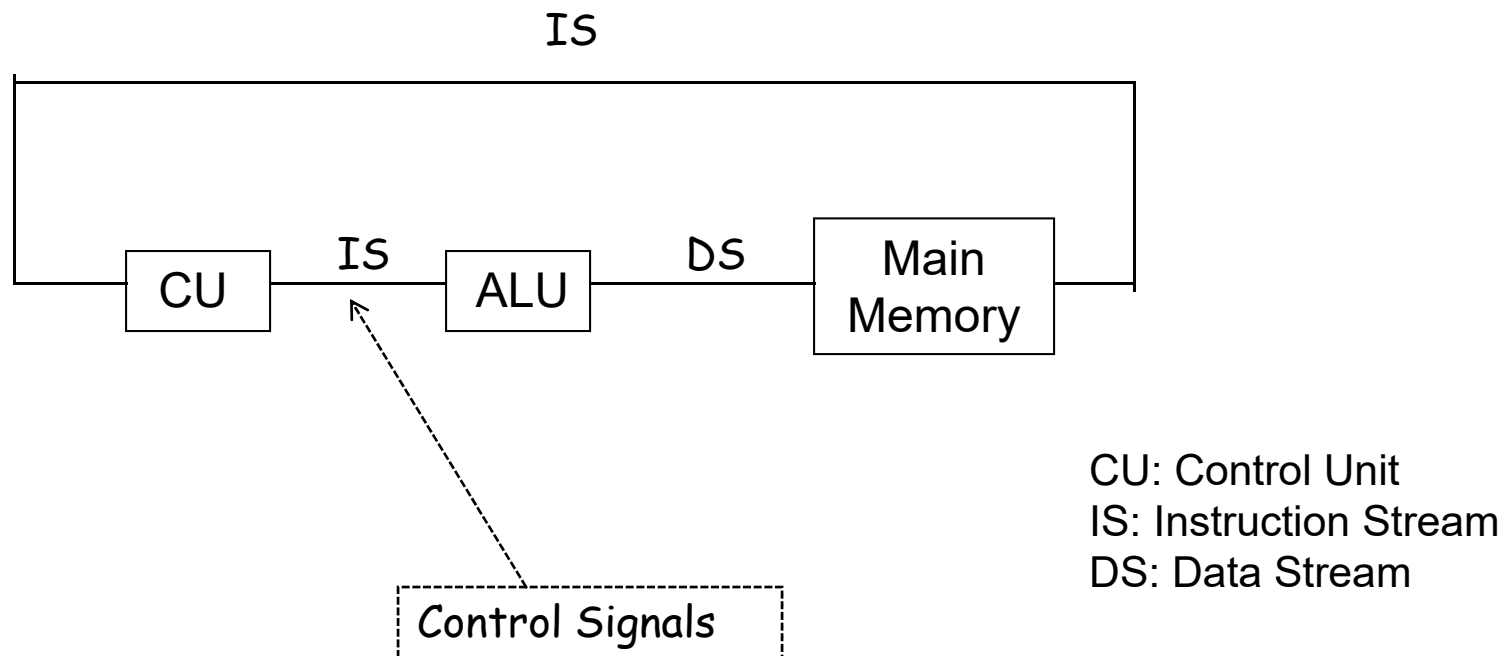 IS
CU
IS
ALU
DS
Main
Memory
CU: Control Unit
IS: Instruction Stream
DS: Data Stream
Control Signals